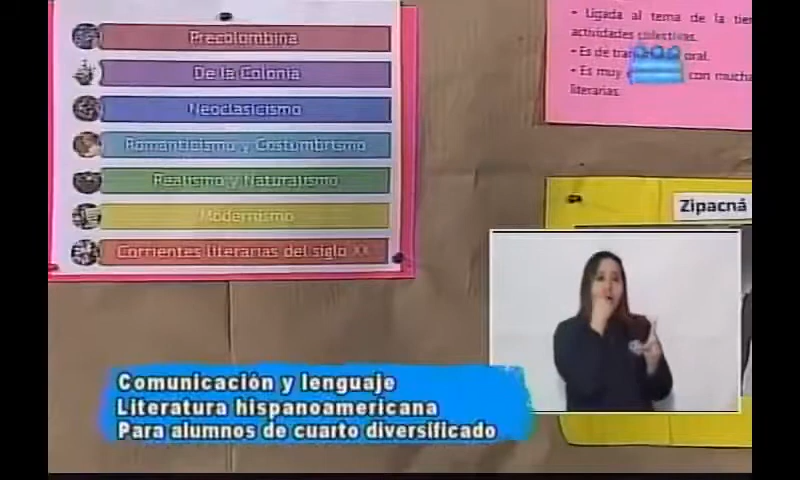 Precolombina
De la Colonia
Neoclasicismo
Romanticismo y Costumbrismo
Realismo y Naturalismo
Modernismo
Corrientes literarias del siglo XX
• Ligada al tema de la
actividades colectivas.
• Es de oral.
• Es muy con
literarias.
Zipacná
Comunicación y lenguaje
Literatura hispanoamericana
Para alumnos de cuarto diversificado